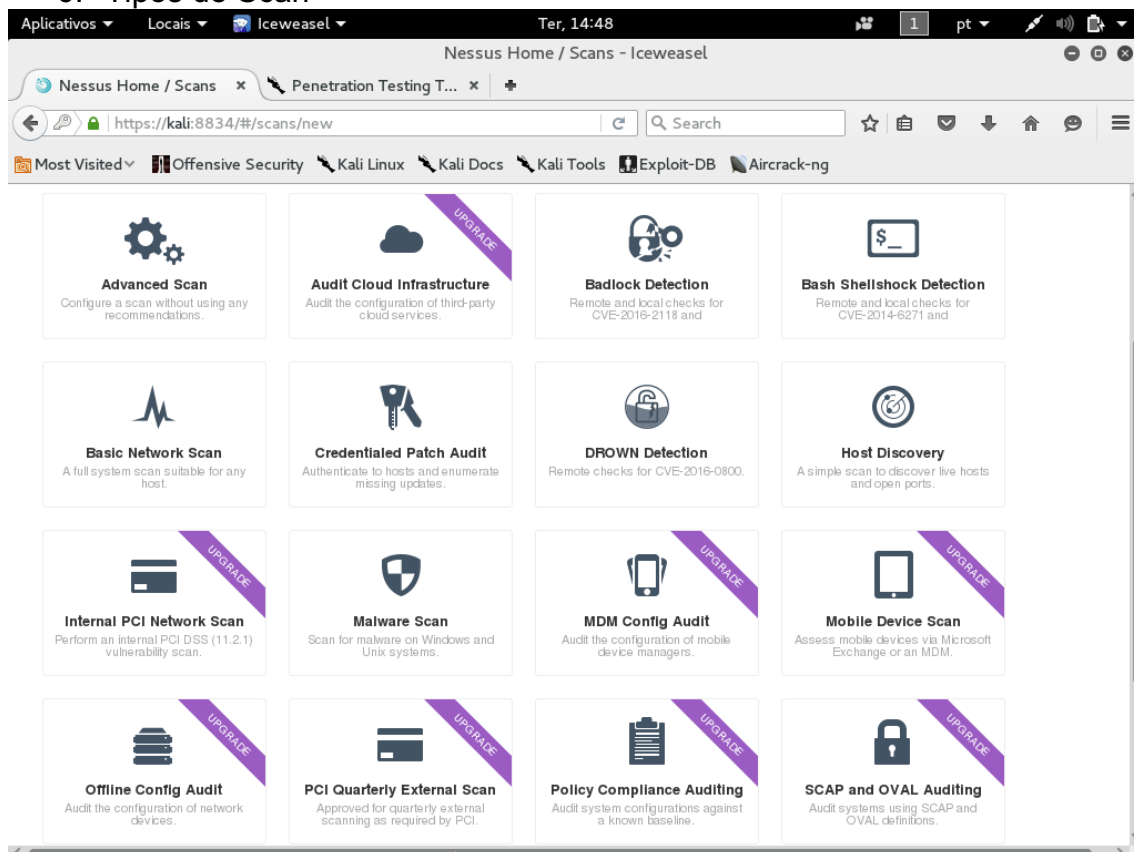 Tipos de Scan
Aplicativos Locais Iceweasel Ter, 14:48 1 pt
Nessus Home / Scans - Iceweasel
Nessus Home / Scans Penetration Testing T...
https://kali:8834/#/scans/new Search
Most Visited Offensive Security Kali Linux Kali Docs Kali Tools Exploit-DB Aircrack-ng
UPGRADE
$_
Advanced Scan
Configure a scan without using any
recommendations.
Audit Cloud Infrastructure
Audit the configuration of third-party
cloud services.
Badlock Detection
Remote and local checks for
CVE-2016-2118 and
Bash Shellshock Detection
Remote and local checks for
CVE-2014-6271 and
Basic Network Scan
A full system scan suitable for any
host.
Credentialed Patch Audit
Authenticate to hosts and enumerate
missing updates.
DROWN Detection
Remote checks for CVE-2016-0800.
Host Discovery
A simple scan to discover live hosts
and open ports.
UPGRADE
Internal PCI Network Scan
Perform an internal PCI DSS (11.2.1)
vulnerability scan.
Malware Scan
Scan for malware on Windows and
Unix systems.
UPGRADE
MDM Config Audit
Audit the configuration of mobile
device managers.
UPGRADE
Mobile Device Scan
Assess mobile devices via Microsoft
Exchange or an MDM.
UPGRADE
Offline Config Audit
Audit the configuration of network
devices.
UPGRADE
PCI Quarterly External Scan
Approved for quarterly external
scanning as required by PCI.
UPGRADE
Policy Compliance Auditing
Audit system configurations against
a known baseline.
UPGRADE
SCAP and OVAL Auditing
Audit systems using SCAP and
OVAL definitions.